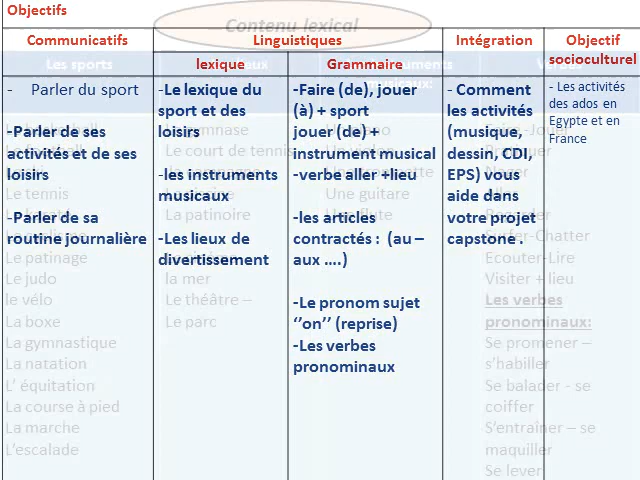 Objectifs
Contenu lexical
Communicatifs
Linguistiques
Intégration
Objectif
socioculturel
lexique
Grammaire
Les sports
- Parler du sport
-Parler de ses
activités et de ses
loisirs
-Parler de sa
routine journalière
-Le lexique du
sport et des
loisirs
-les instruments
musicaux
-Les lieux de
divertissement
-Faire (de), jouer
(à) + sport
jouer (de) +
instrument musical
-verbe aller +lieu
-les articles
contractés : (au –
aux ....)
-Le pronom sujet
‘’on’’ (reprise)
-Les verbes
pronominaux
- Comment
les activités
(musique,
dessin, CDI,
EPS) vous
aide dans
votre projet
capstone .
- Les activités
des ados en
Egypte et en
France
Le tennis
Le patinage
Le judo
le vélo
La boxe
La gymnastique
La natation
L’ équitation
La course à pied
La marche
L’escalade
Le court de tennis
La patinoire
la mer
Le théâtre –
Le parc
Une guitare
Surfer-Chatter
Ecouter-Lire
Visiter + lieu
Les verbes
pronominaux:
Se promener –
s’habiller
Se balader - se
coiffer
S’entraîner – se
maquiller
Se lever